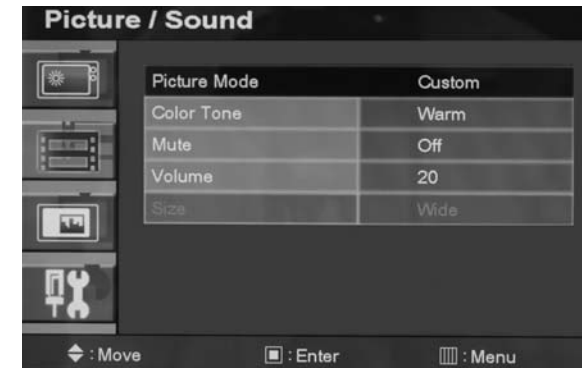 Picture / Sound
Picture Mode Custom
Color Tone Warm
Mute Off
Volume 20
Size Wide
: Move : Enter : Menu